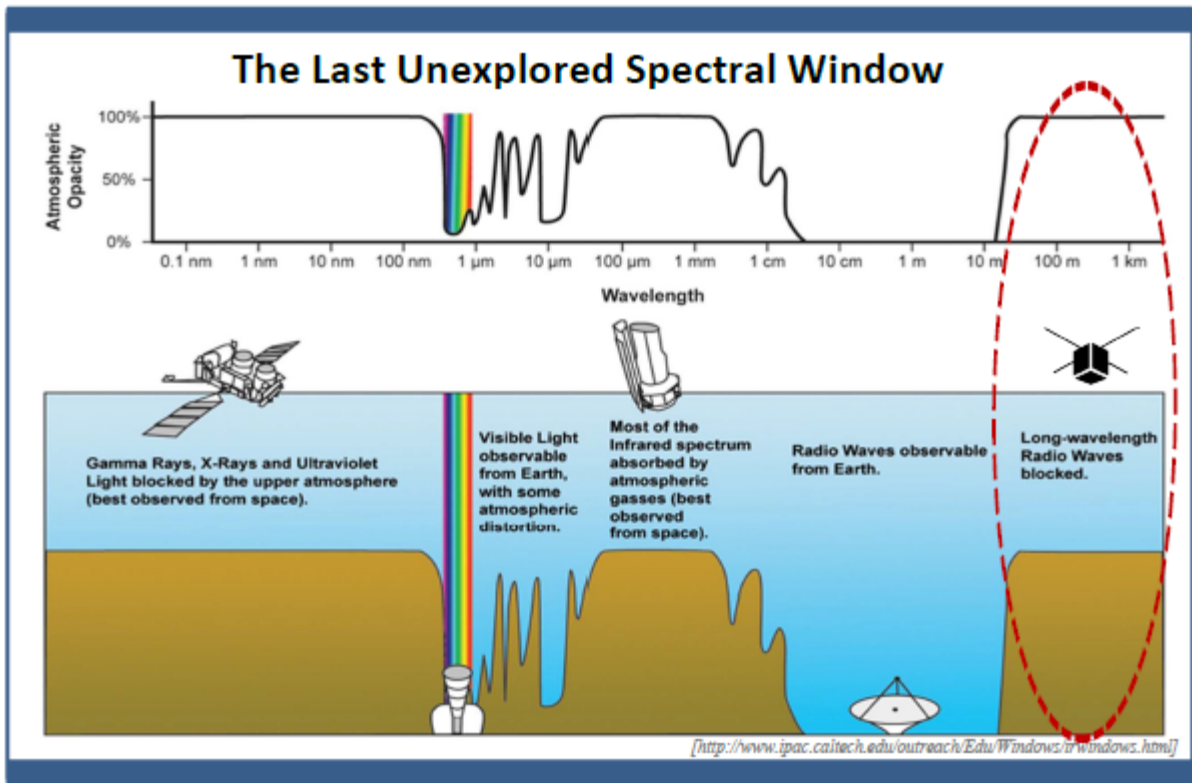 The Last Unexplored Spectral Window
Atmospheric
Opacity
100%
50%
0%
0.1 nm 1 nm 10 nm 100 nm 1 µm 10 µm 100 µm 1 mm 1 cm 10 cm 1 m 10 m 100 m 1 km
Wavelength
Gamma Rays, X-Rays and Ultraviolet
Light blocked by the upper atmosphere
(best observed from space).
Visible Light
observable
from Earth,
with some
atmospheric
distortion.
Most of the
Infrared spectrum
absorbed by
atmospheric
gasses (best
observed
from space).
Radio Waves observable
from Earth.
Long-wavelength
Radio Waves
blocked.
[http://www.ipac.caltech.edu/outreach/Edu/Windows/irwindows.html]